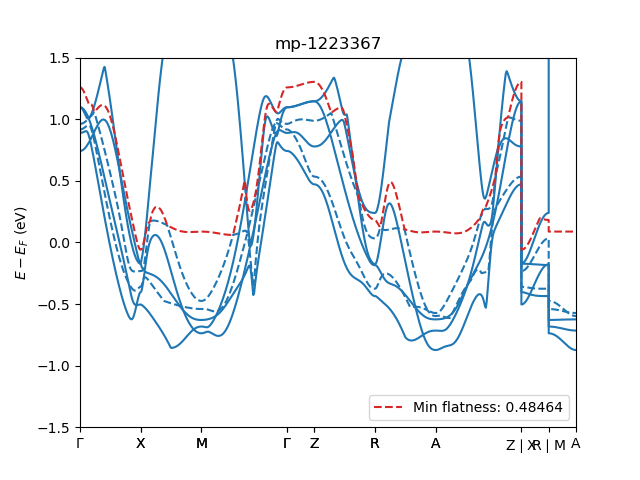 mp-1223367
1.5
1.0
0.5
0.0
−0.5
−1.0
−1.5
E − E_F (eV)
Min flatness: 0.48464
Γ X M Γ Z R A Z | X R | M A